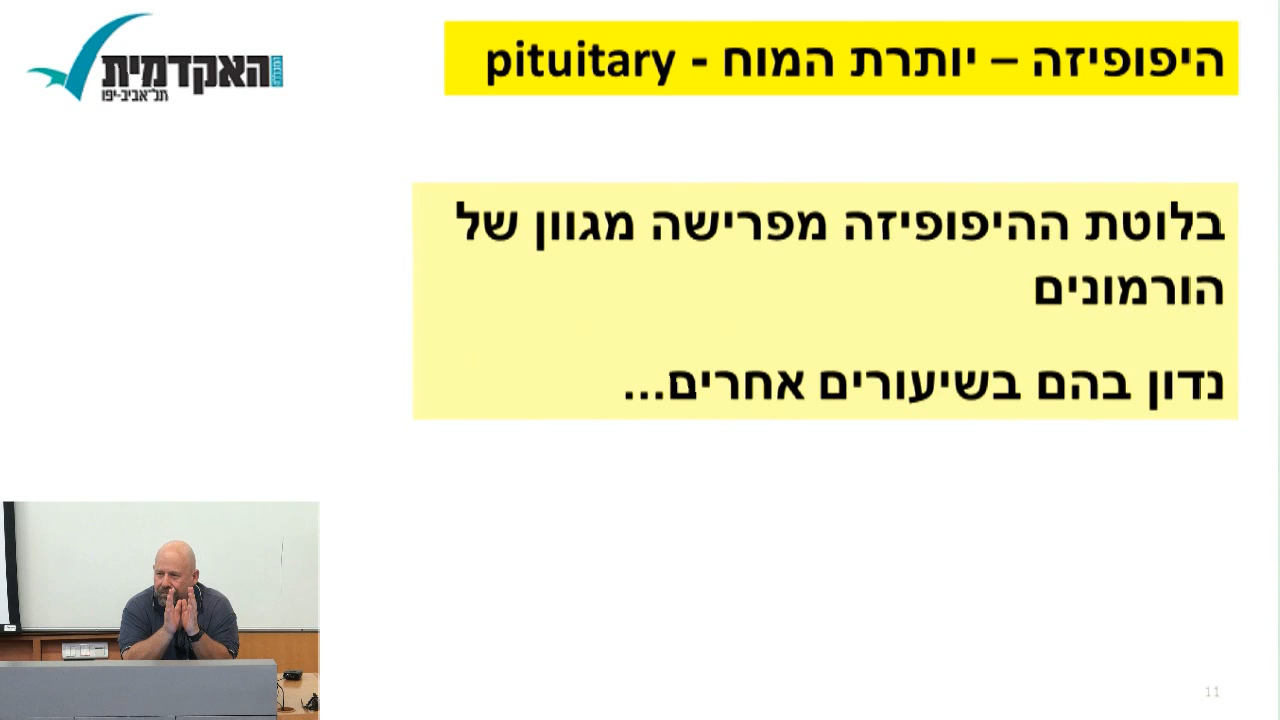 היפופיזה – יותרת המוח - pituitary
האקדמית
תל־אביב-יפו
בלוטת ההיפופיזה מפרישה מגוון של
הורמונים
נדון בהם בשיעורים אחרים...
11